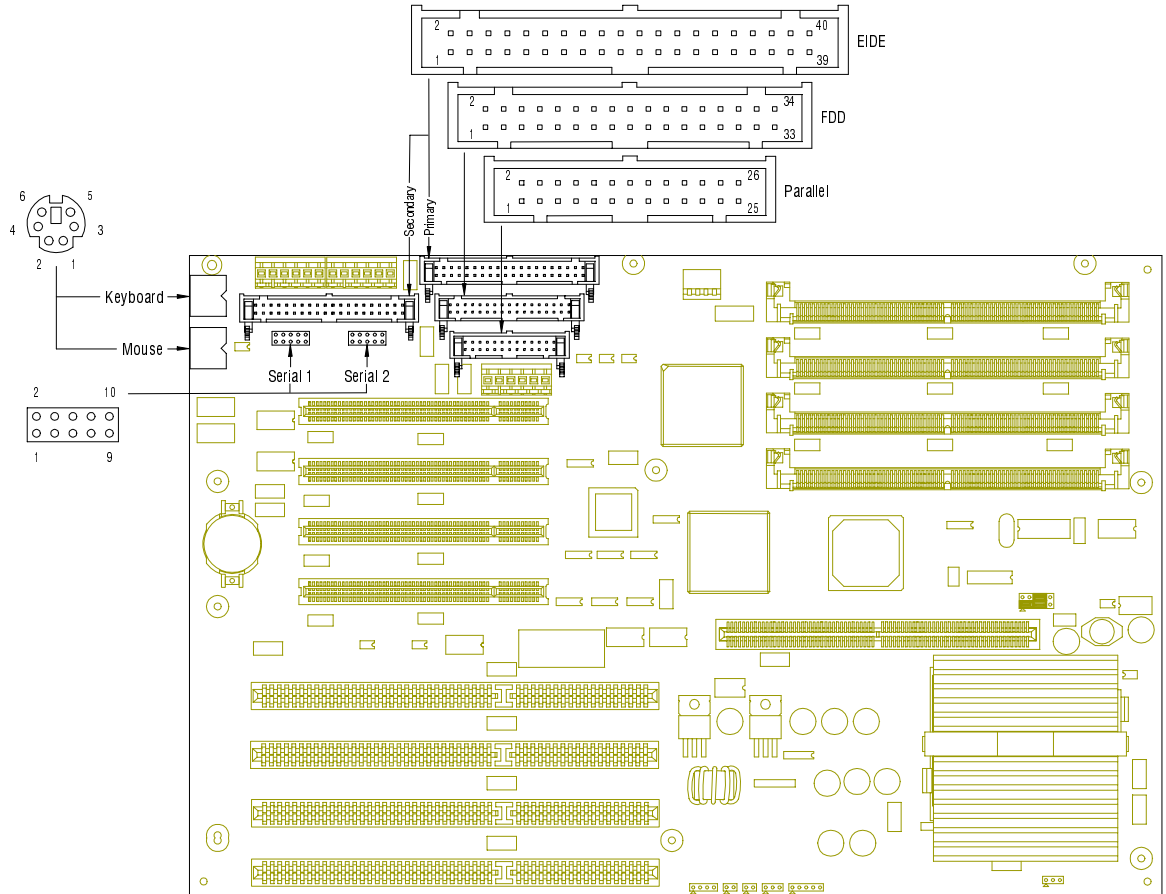 2 40
EIDE
1 39
2 34
FDD
1 33
2 26
Parallel
1 25
Secondary
Primary
6 5
4 3
2 1
Keyboard
Mouse
Serial 1 Serial 2
2 10
1 9